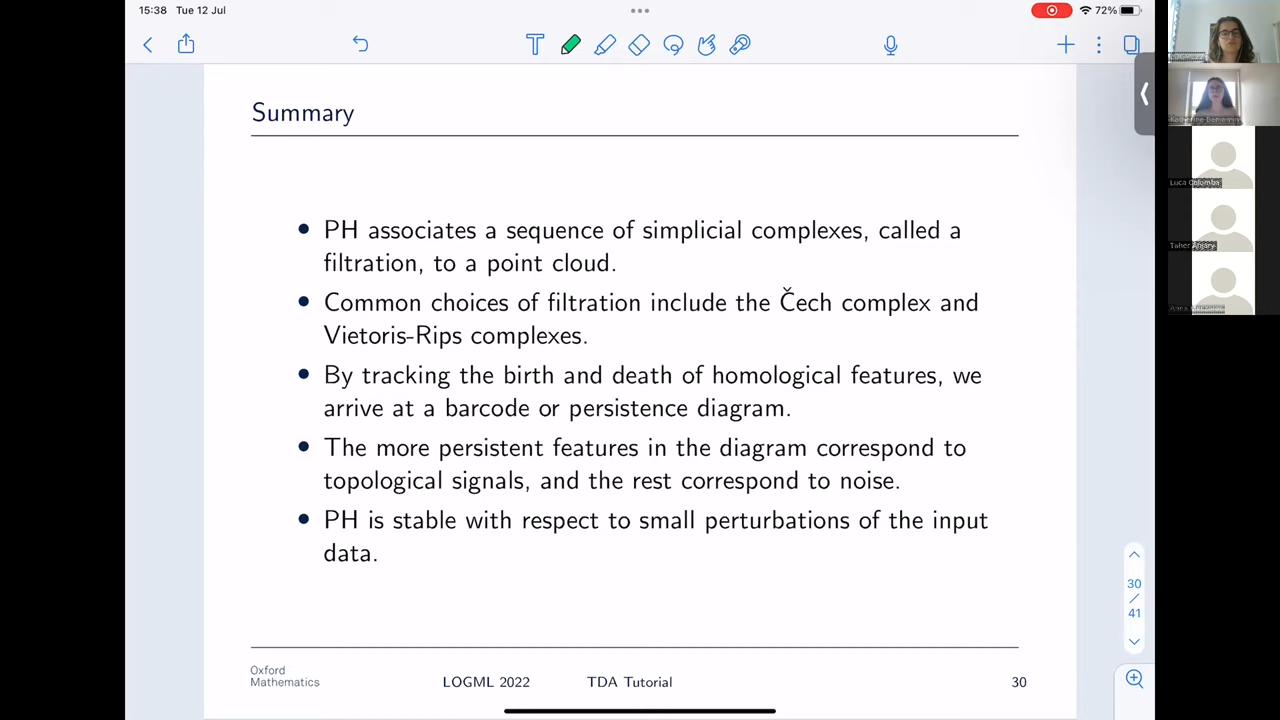 15:38 Tue 12 Jul
72%
Summary
PH associates a sequence of simplicial complexes, called a
filtration, to a point cloud.
Common choices of filtration include the Čech complex and
Vietoris-Rips complexes.
By tracking the birth and death of homological features, we
arrive at a barcode or persistence diagram.
The more persistent features in the diagram correspond to
topological signals, and the rest correspond to noise.
PH is stable with respect to small perturbations of the input
data.
30
/
41
Oxford
Mathematics
LOGML 2022
TDA Tutorial
30
Katherine Benjamin
Luca Colombo
Taher